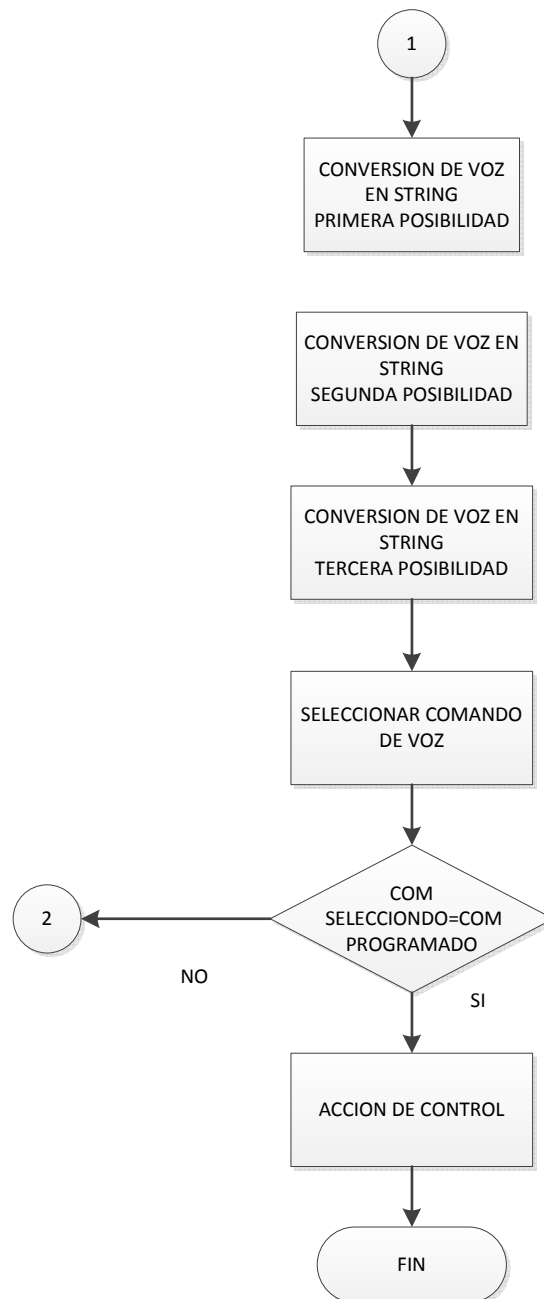 1
CONVERSION DE VOZ
EN STRING
PRIMERA POSIBILIDAD
CONVERSION DE VOZ EN
STRING
SEGUNDA POSIBILIDAD
CONVERSION DE VOZ EN
STRING
TERCERA POSIBILIDAD
SELECCIONAR COMANDO
DE VOZ
COM
SELECCIONDO=COM
PROGRAMADO
2
NO
SI
ACCION DE CONTROL
FIN